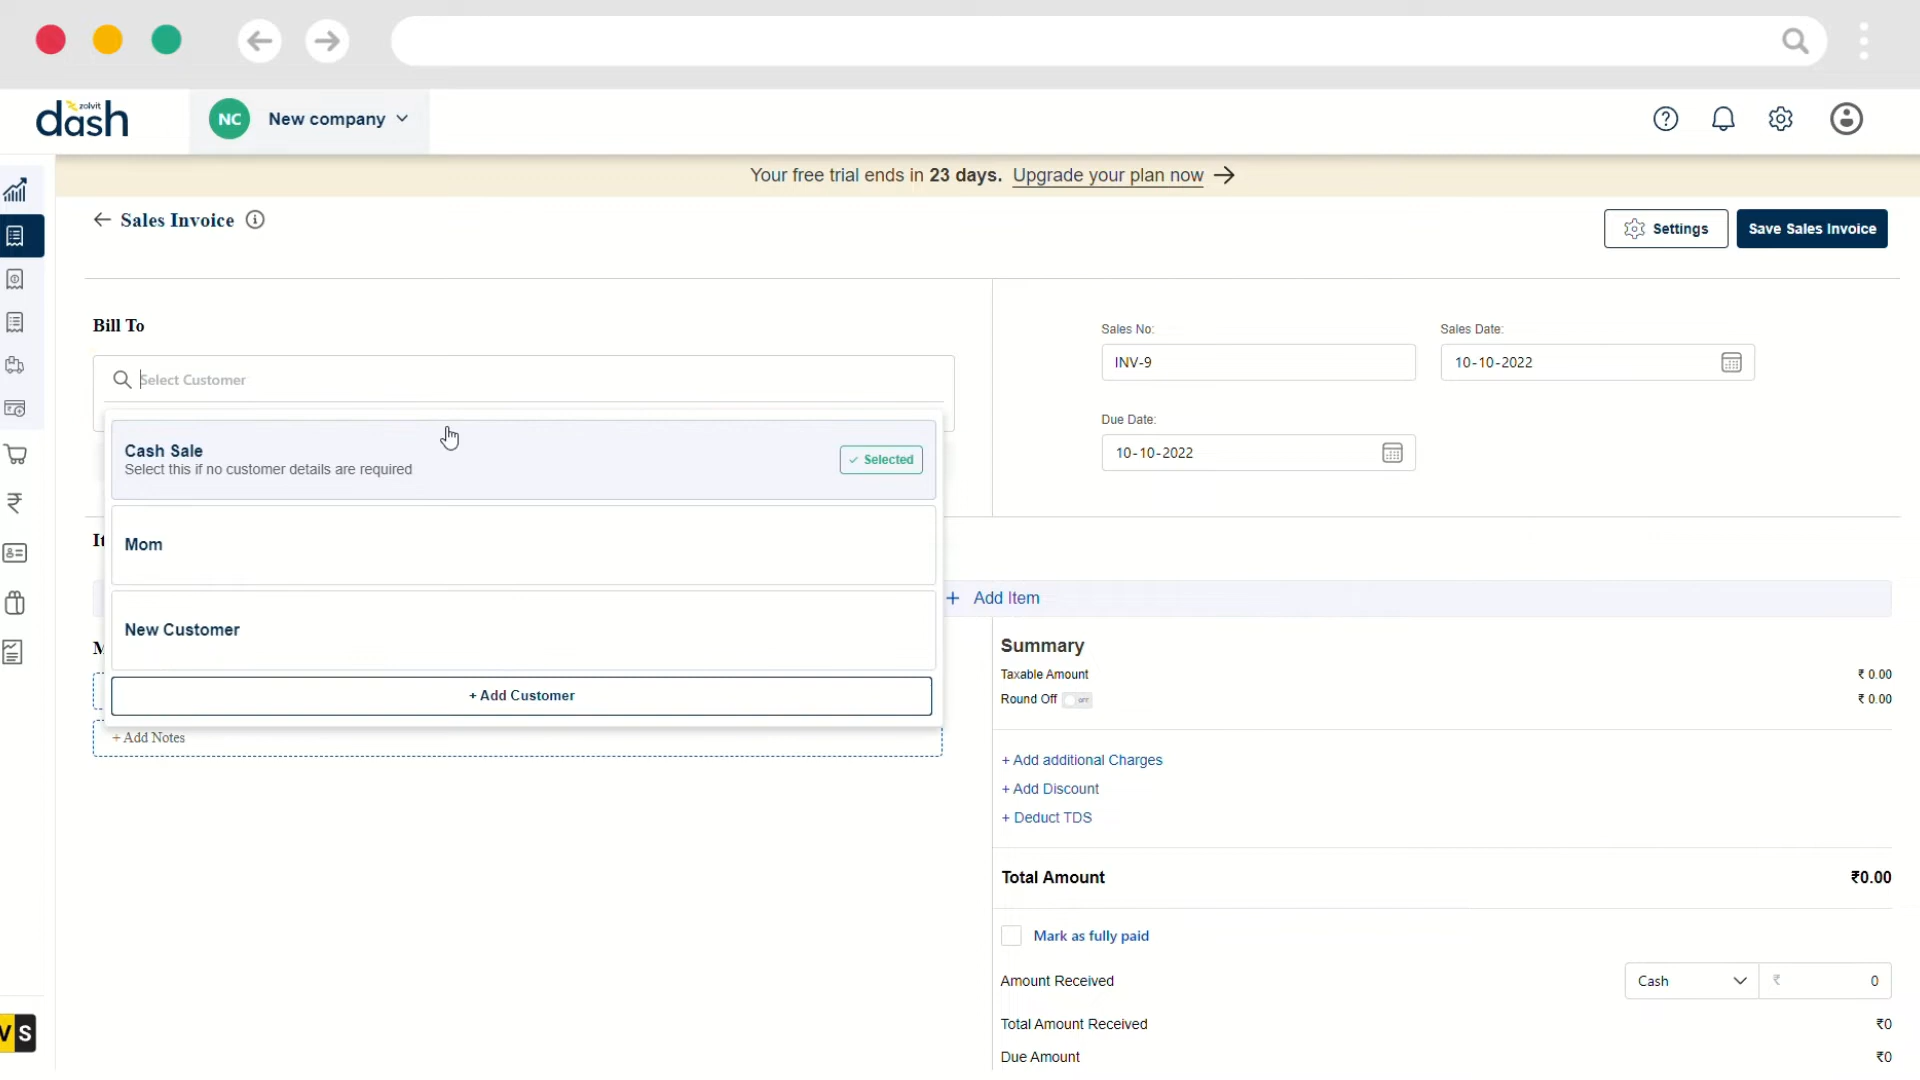 zolvit
dash
NC
New company
Your free trial ends in 23 days. Upgrade your plan now
Sales Invoice
Settings
Save Sales Invoice
Bill To
Select Customer
Cash Sale
Select this if no customer details are required
Selected
Mom
New Customer
+ Add Customer
+ Add Notes
Sales No:
INV-9
Sales Date:
10-10-2022
Due Date:
10-10-2022
It
+ Add Item
M
Summary
Taxable Amount ₹ 0.00
Round Off OFF ₹ 0.00
+ Add additional Charges
+ Add Discount
+ Deduct TDS
Total Amount ₹0.00
Mark as fully paid
Amount Received Cash ₹ 0
Total Amount Received ₹0
Due Amount ₹0
VS